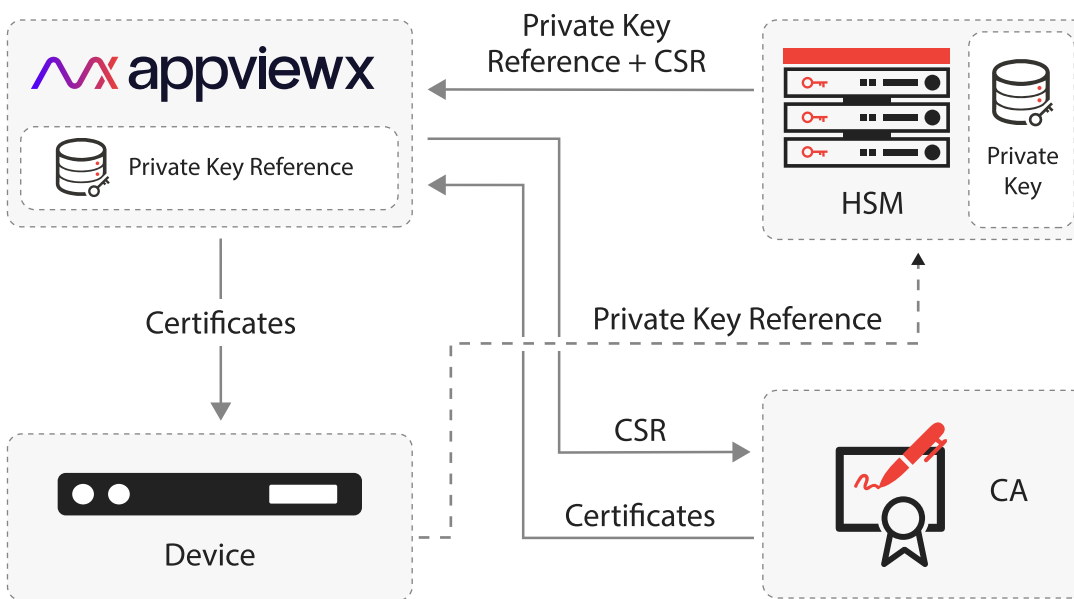 appviewx
Private Key Reference
Private Key
Reference + CSR
HSM
Private
Key
Certificates
Private Key Reference
CSR
Certificates
Device
CA